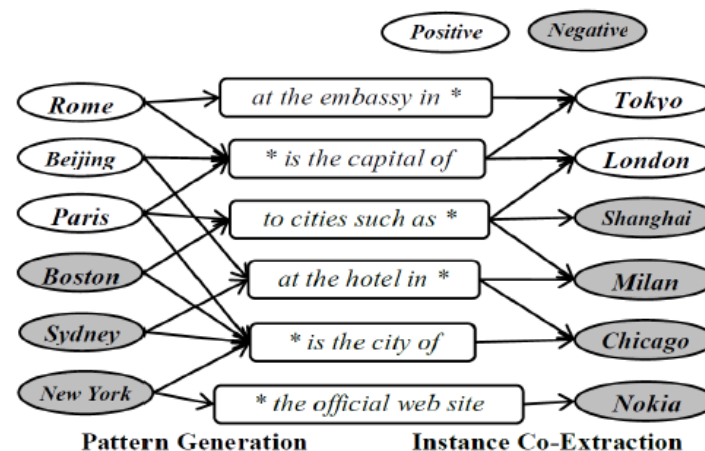 Positive Negative
Rome at the embassy in * Tokyo
Beijing * is the capital of London
Paris to cities such as * Shanghai
Boston at the hotel in * Milan
Sydney * is the city of Chicago
New York * the official web site Nokia
Pattern Generation Instance Co-Extraction